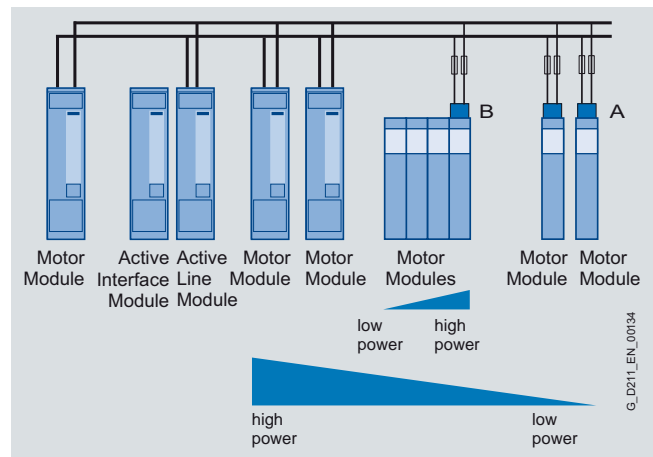 B
A
Motor
Module
Active
Interface
Module
Active
Line
Module
Motor
Module
Motor
Module
Motor
Modules
Motor
Module
Motor
Module
low
power
high
power
high
power
low
power
G_D211_EN_00134